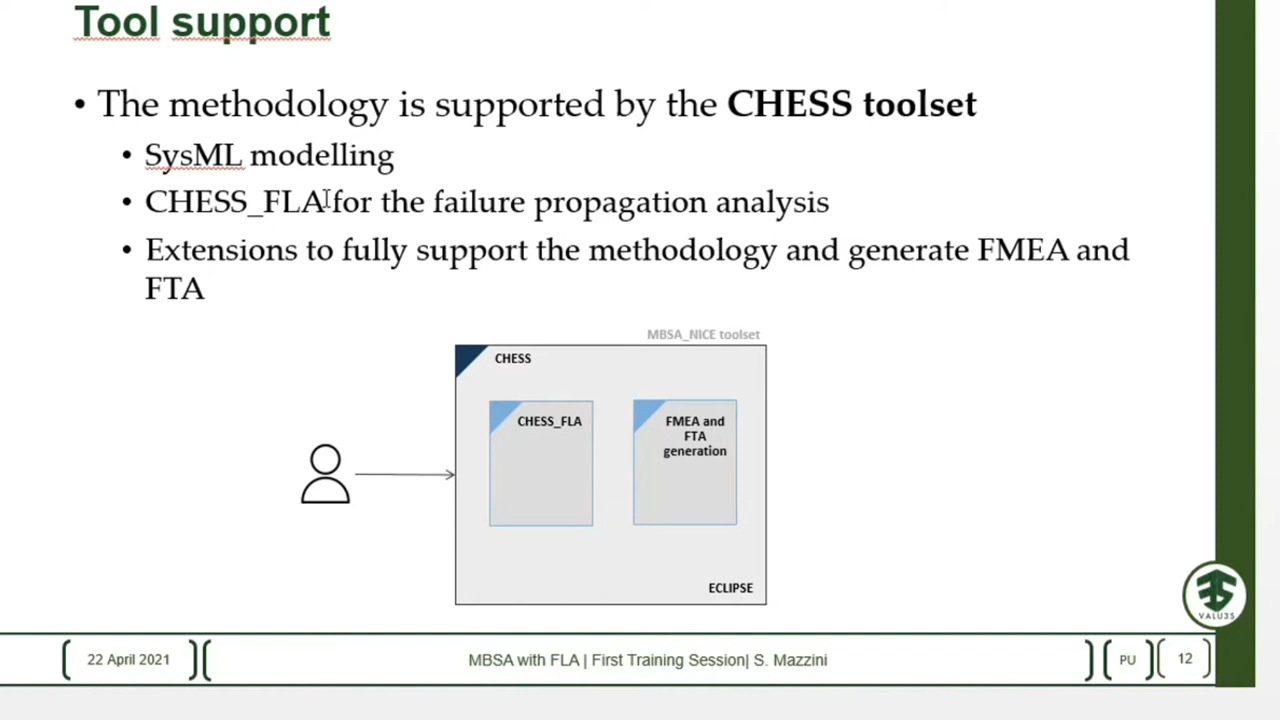 Tool support
• The methodology is supported by the CHESS toolset
• SysML modelling
• CHESS_FLA for the failure propagation analysis
• Extensions to fully support the methodology and generate FMEA and
FTA
MBSA_NICE toolset
CHESS
CHESS_FLA
FMEA and
FTA
generation
ECLIPSE
VALU3S
22 April 2021
MBSA with FLA | First Training Session| S. Mazzini
PU
12